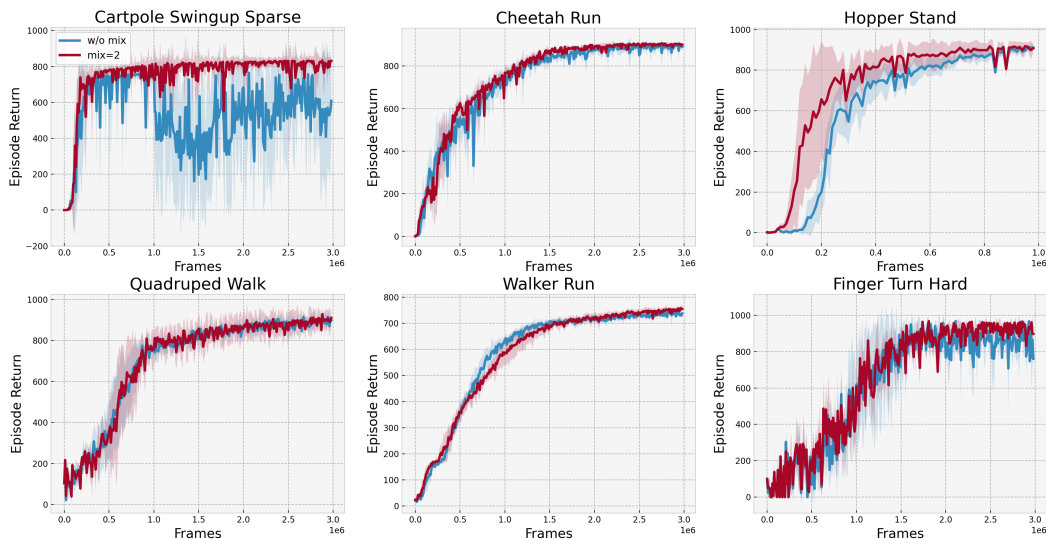 Cartpole Swingup Sparse
Cheetah Run
Hopper Stand
w/o mix
mix=2
Episode Return
1000
800
600
400
200
0
−200
0.0 0.5 1.0 1.5 2.0 2.5 3.0
1e6
Frames
Episode Return
800
600
400
200
0
0.0 0.5 1.0 1.5 2.0 2.5 3.0
1e6
Frames
Episode Return
1000
800
600
400
200
0
0.0 0.2 0.4 0.6 0.8 1.0
1e6
Frames
Quadruped Walk
Walker Run
Finger Turn Hard
Episode Return
1000
800
600
400
200
0
0.0 0.5 1.0 1.5 2.0 2.5 3.0
1e6
Frames
Episode Return
800
700
600
500
400
300
200
100
0
0.0 0.5 1.0 1.5 2.0 2.5 3.0
1e6
Frames
Episode Return
1000
800
600
400
200
0
0.0 0.5 1.0 1.5 2.0 2.5 3.0
1e6
Frames